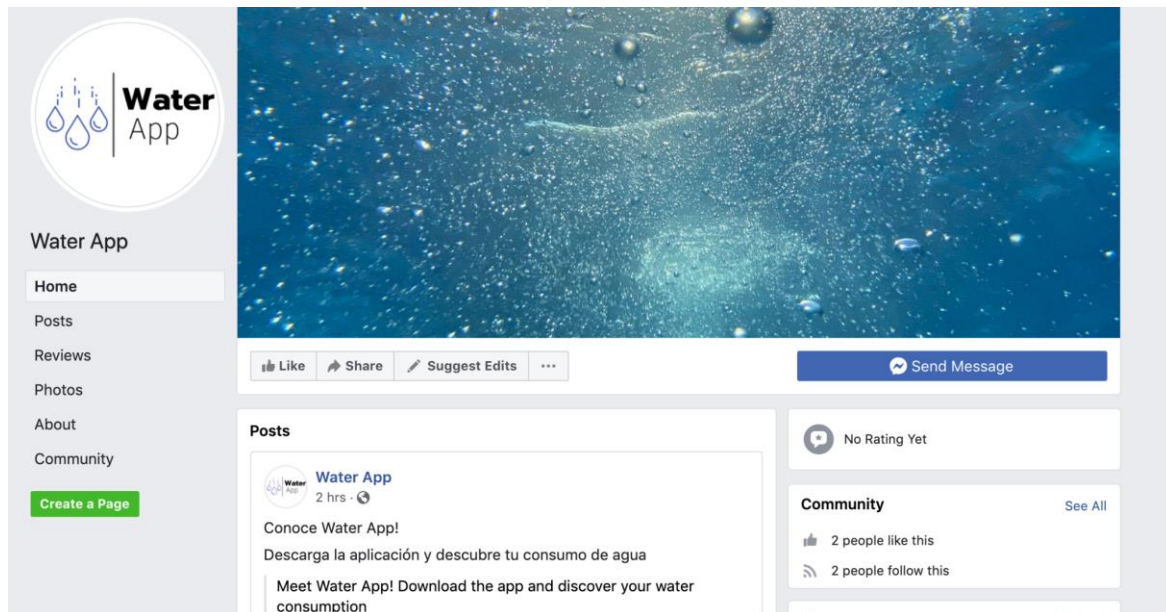 Water
App
Water App
Home
Posts
Reviews
Photos
About
Community
Create a Page
Like
Share
Suggest Edits
Send Message
Posts
Water App
2 hrs ·
Water
App
Conoce Water App!
Descarga la aplicación y descubre tu consumo de agua
Meet Water App! Download the app and discover your water
consumption
No Rating Yet
Community
See All
2 people like this
2 people follow this